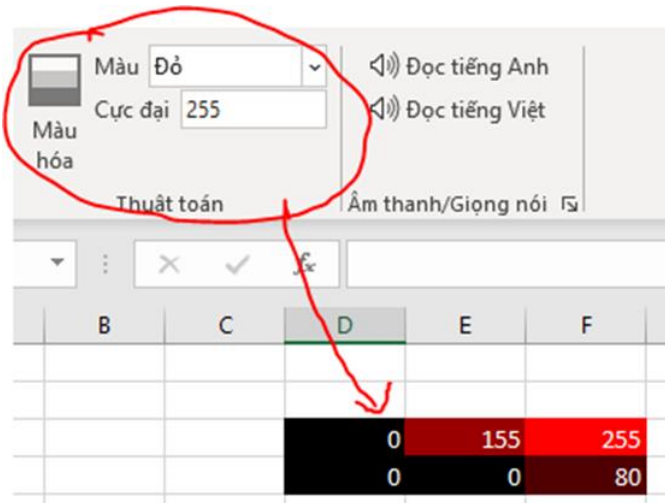 Màu Đỏ
Cực đại 255
Màu
hóa
Thuật toán
Đọc tiếng Anh
Đọc tiếng Việt
Âm thanh/Giọng nói
fx
B C D E F
0 155 255
0 0 80